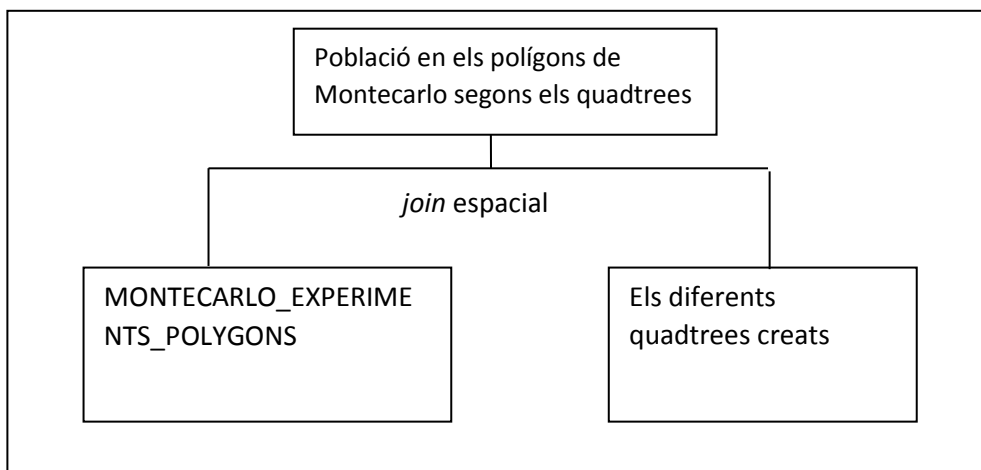 Població en els polígons de
Montecarlo segons els quadtrees
join espacial
MONTECARLO_EXPERIME
NTS_POLYGONS
Els diferents
quadtrees creats